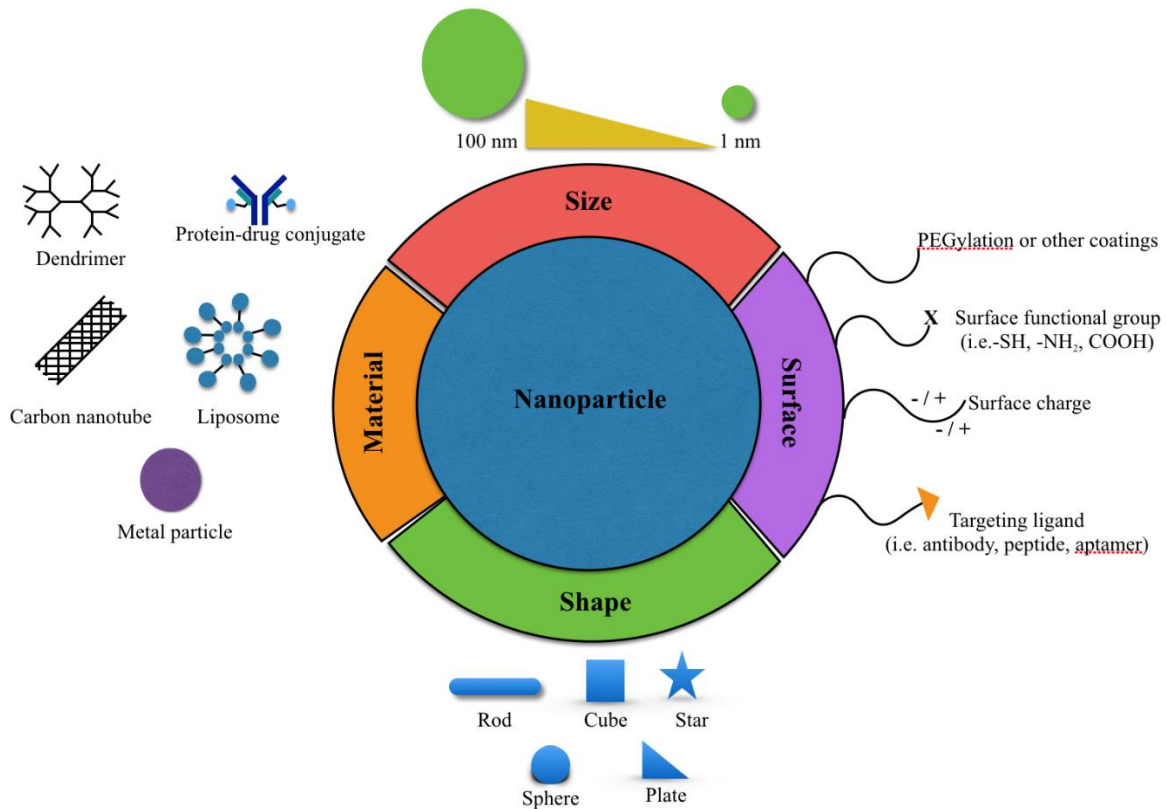 100 nm
1 nm
Size
Dendrimer
Protein-drug conjugate
Carbon nanotube
Liposome
Metal particle
Material
Nanoparticle
Surface
PEGylation or other coatings
X
Surface functional group
(i.e.-SH, -NH₂, COOH)
- / +
- / +
Surface charge
Targeting ligand
(i.e. antibody, peptide, aptamer)
Shape
Rod
Cube
Star
Sphere
Plate